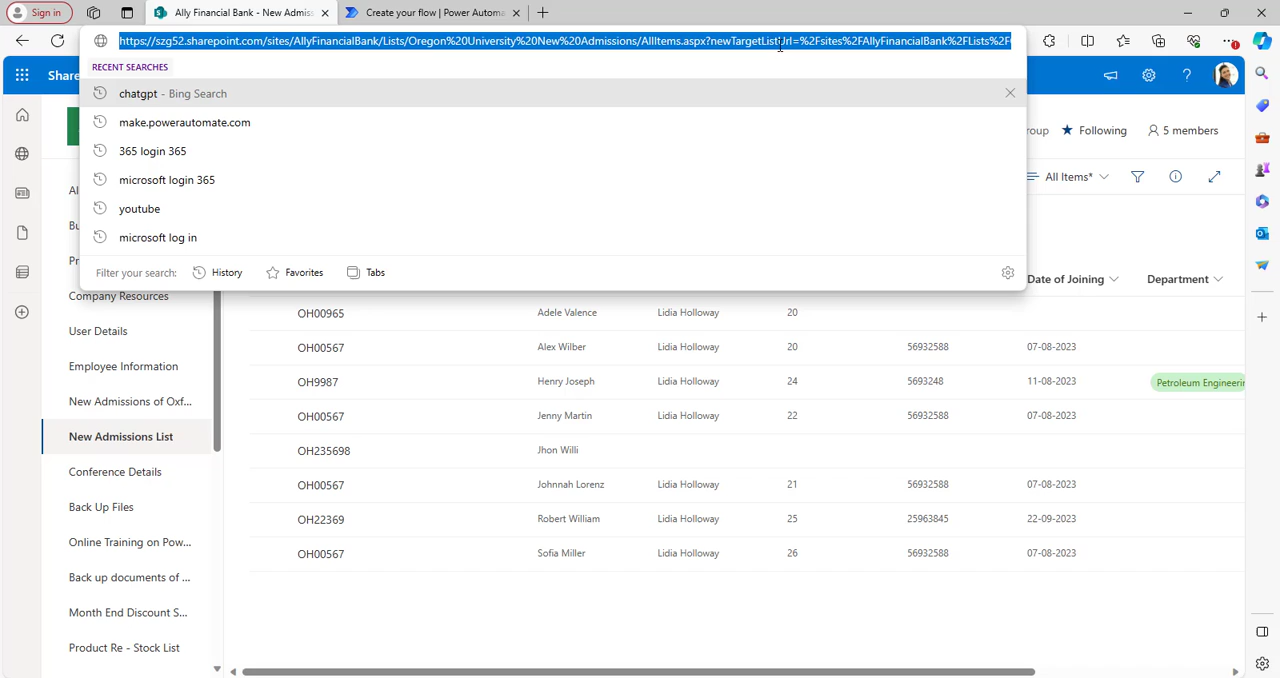 Sign in
Ally Financial Bank - New Admis
Create your flow | Power Automa
https://szg52.sharepoint.com/sites/AllyFinancialBank/Lists/Oregon%20University%20New%20Admissions/AllItems.aspx?newTargetListUrl=%2Fsites%2FAllyFinancialBank%2FLists%2F
RECENT SEARCHES
Share
chatgpt - Bing Search
make.powerautomate.com
365 login 365
microsoft login 365
youtube
microsoft log in
Filter your search:
History
Favorites
Tabs
roup
Following
5 members
All Items*
Al
Bu
Pr
Company Resources
User Details
Employee Information
New Admissions of Oxf...
New Admissions List
Conference Details
Back Up Files
Online Training on Pow...
Back up documents of ...
Month End Discount S...
Product Re - Stock List
Date of Joining Department
OH00965 Adele Valence Lidia Holloway 20
OH00567 Alex Wilber Lidia Holloway 20 56932588 07-08-2023
OH9987 Henry Joseph Lidia Holloway 24 5693248 11-08-2023 Petroleum Engineerin
OH00567 Jenny Martin Lidia Holloway 22 56932588 07-08-2023
OH235698 Jhon Willi
OH00567 Johnnah Lorenz Lidia Holloway 21 56932588 07-08-2023
OH22369 Robert William Lidia Holloway 25 25963845 22-09-2023
OH00567 Sofia Miller Lidia Holloway 26 56932588 07-08-2023